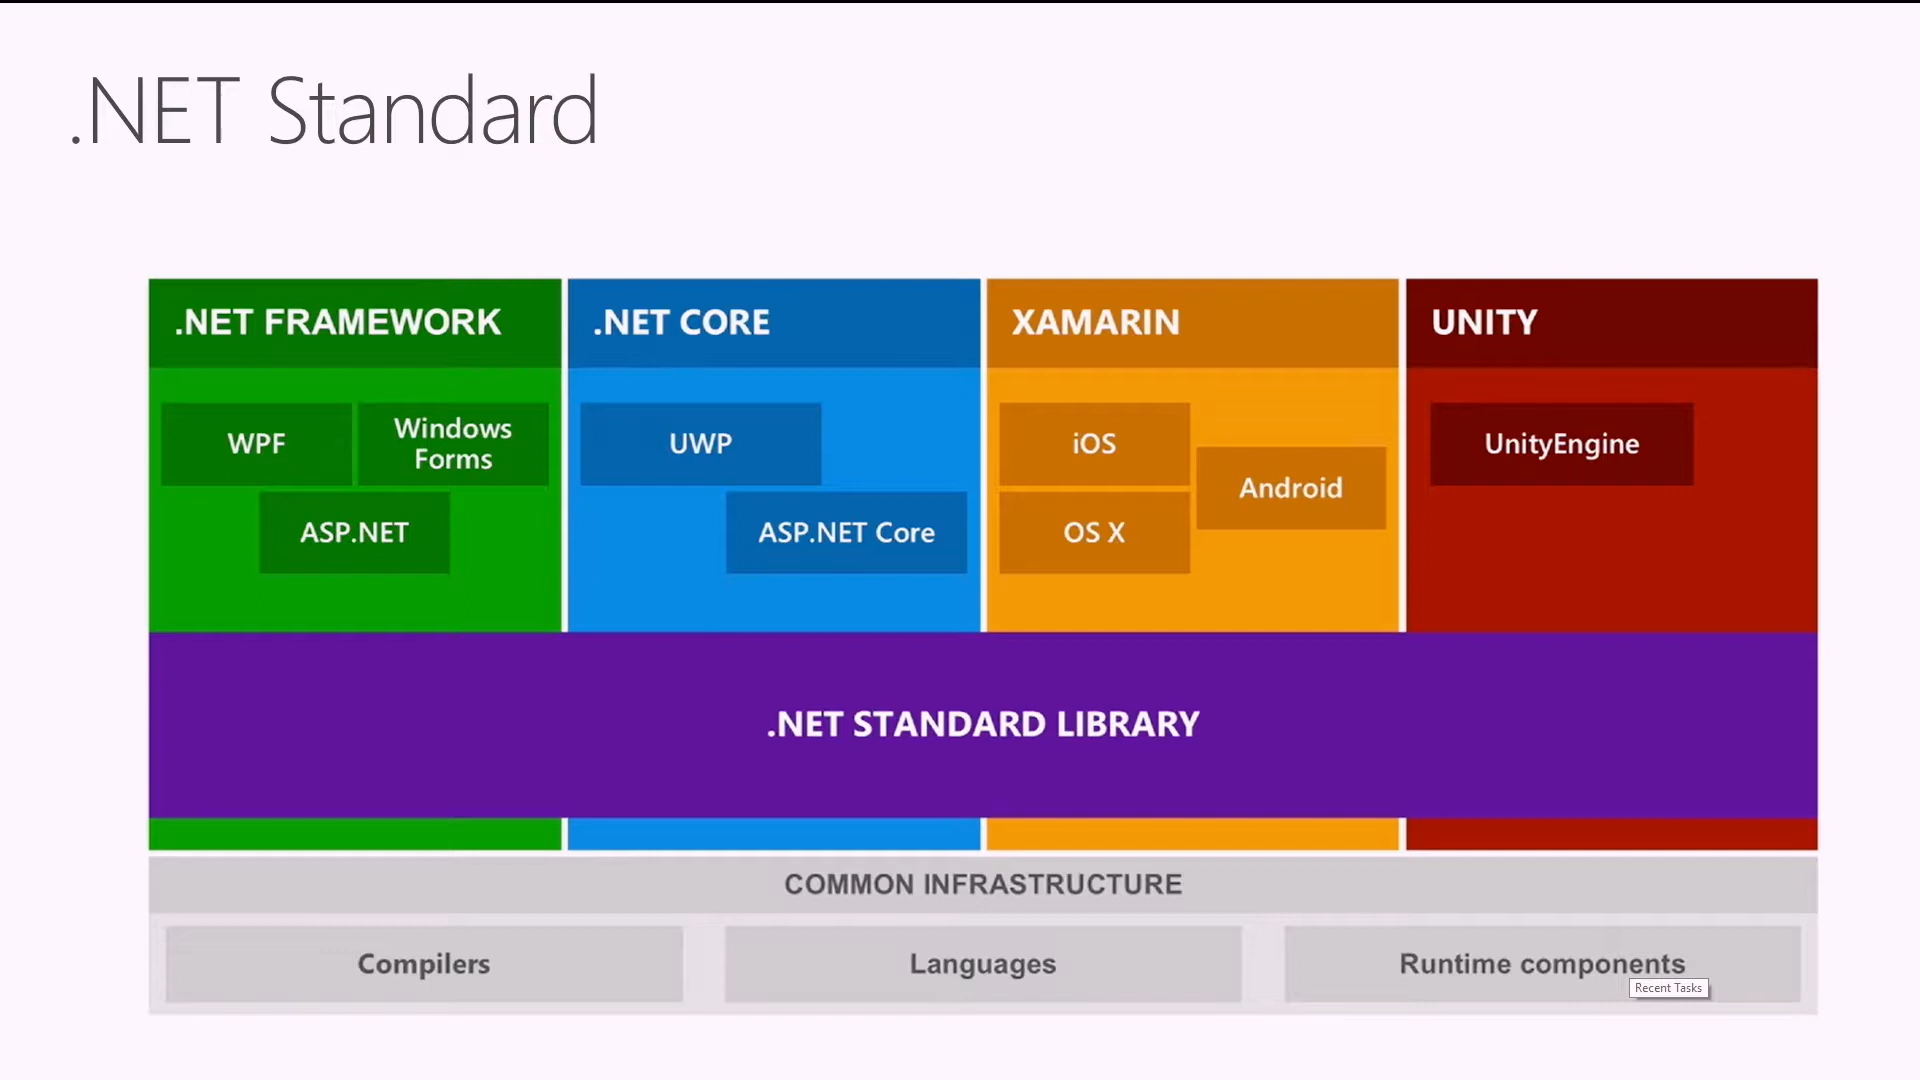 .NET Standard
.NET FRAMEWORK
WPF
Windows
Forms
ASP.NET
.NET CORE
UWP
ASP.NET Core
XAMARIN
iOS
Android
OS X
UNITY
UnityEngine
.NET STANDARD LIBRARY
COMMON INFRASTRUCTURE
Compilers
Languages
Runtime components
Recent Tasks